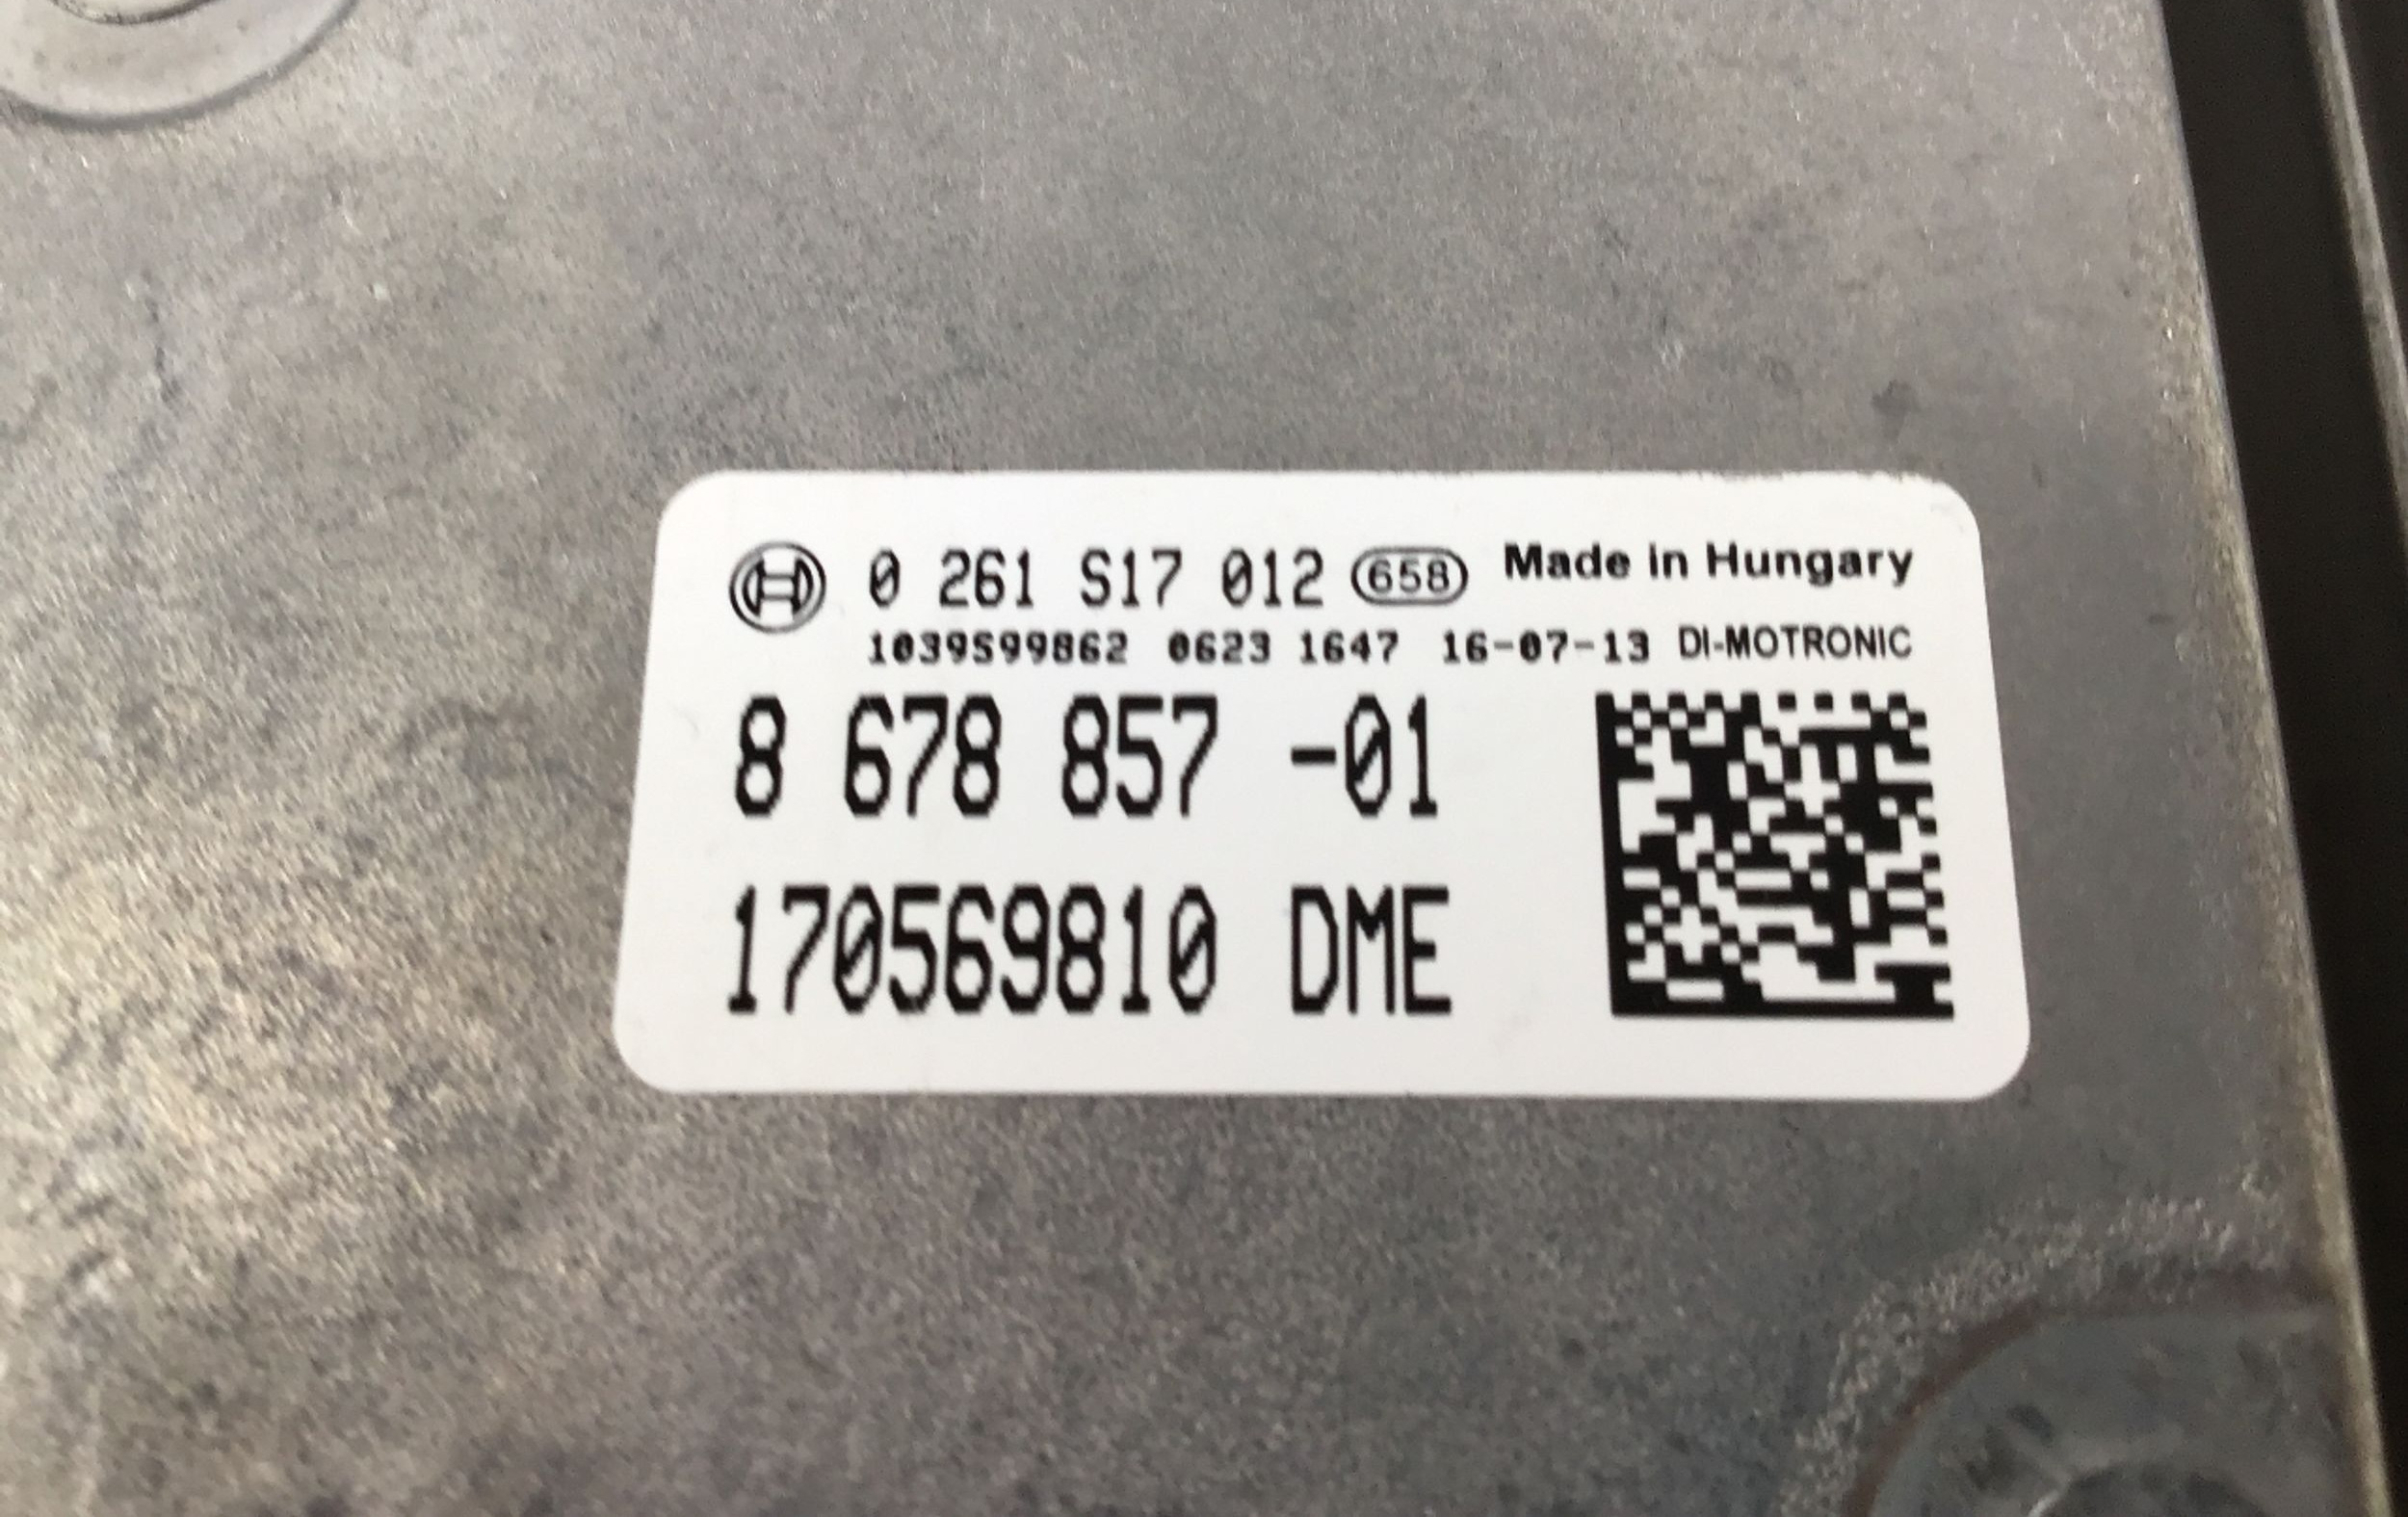 0 261 S17 012 658 Made in Hungary
1039S99862 0623 1647 16-07-13 DI-MOTRONIC
8 678 857 -01
170569810 DME